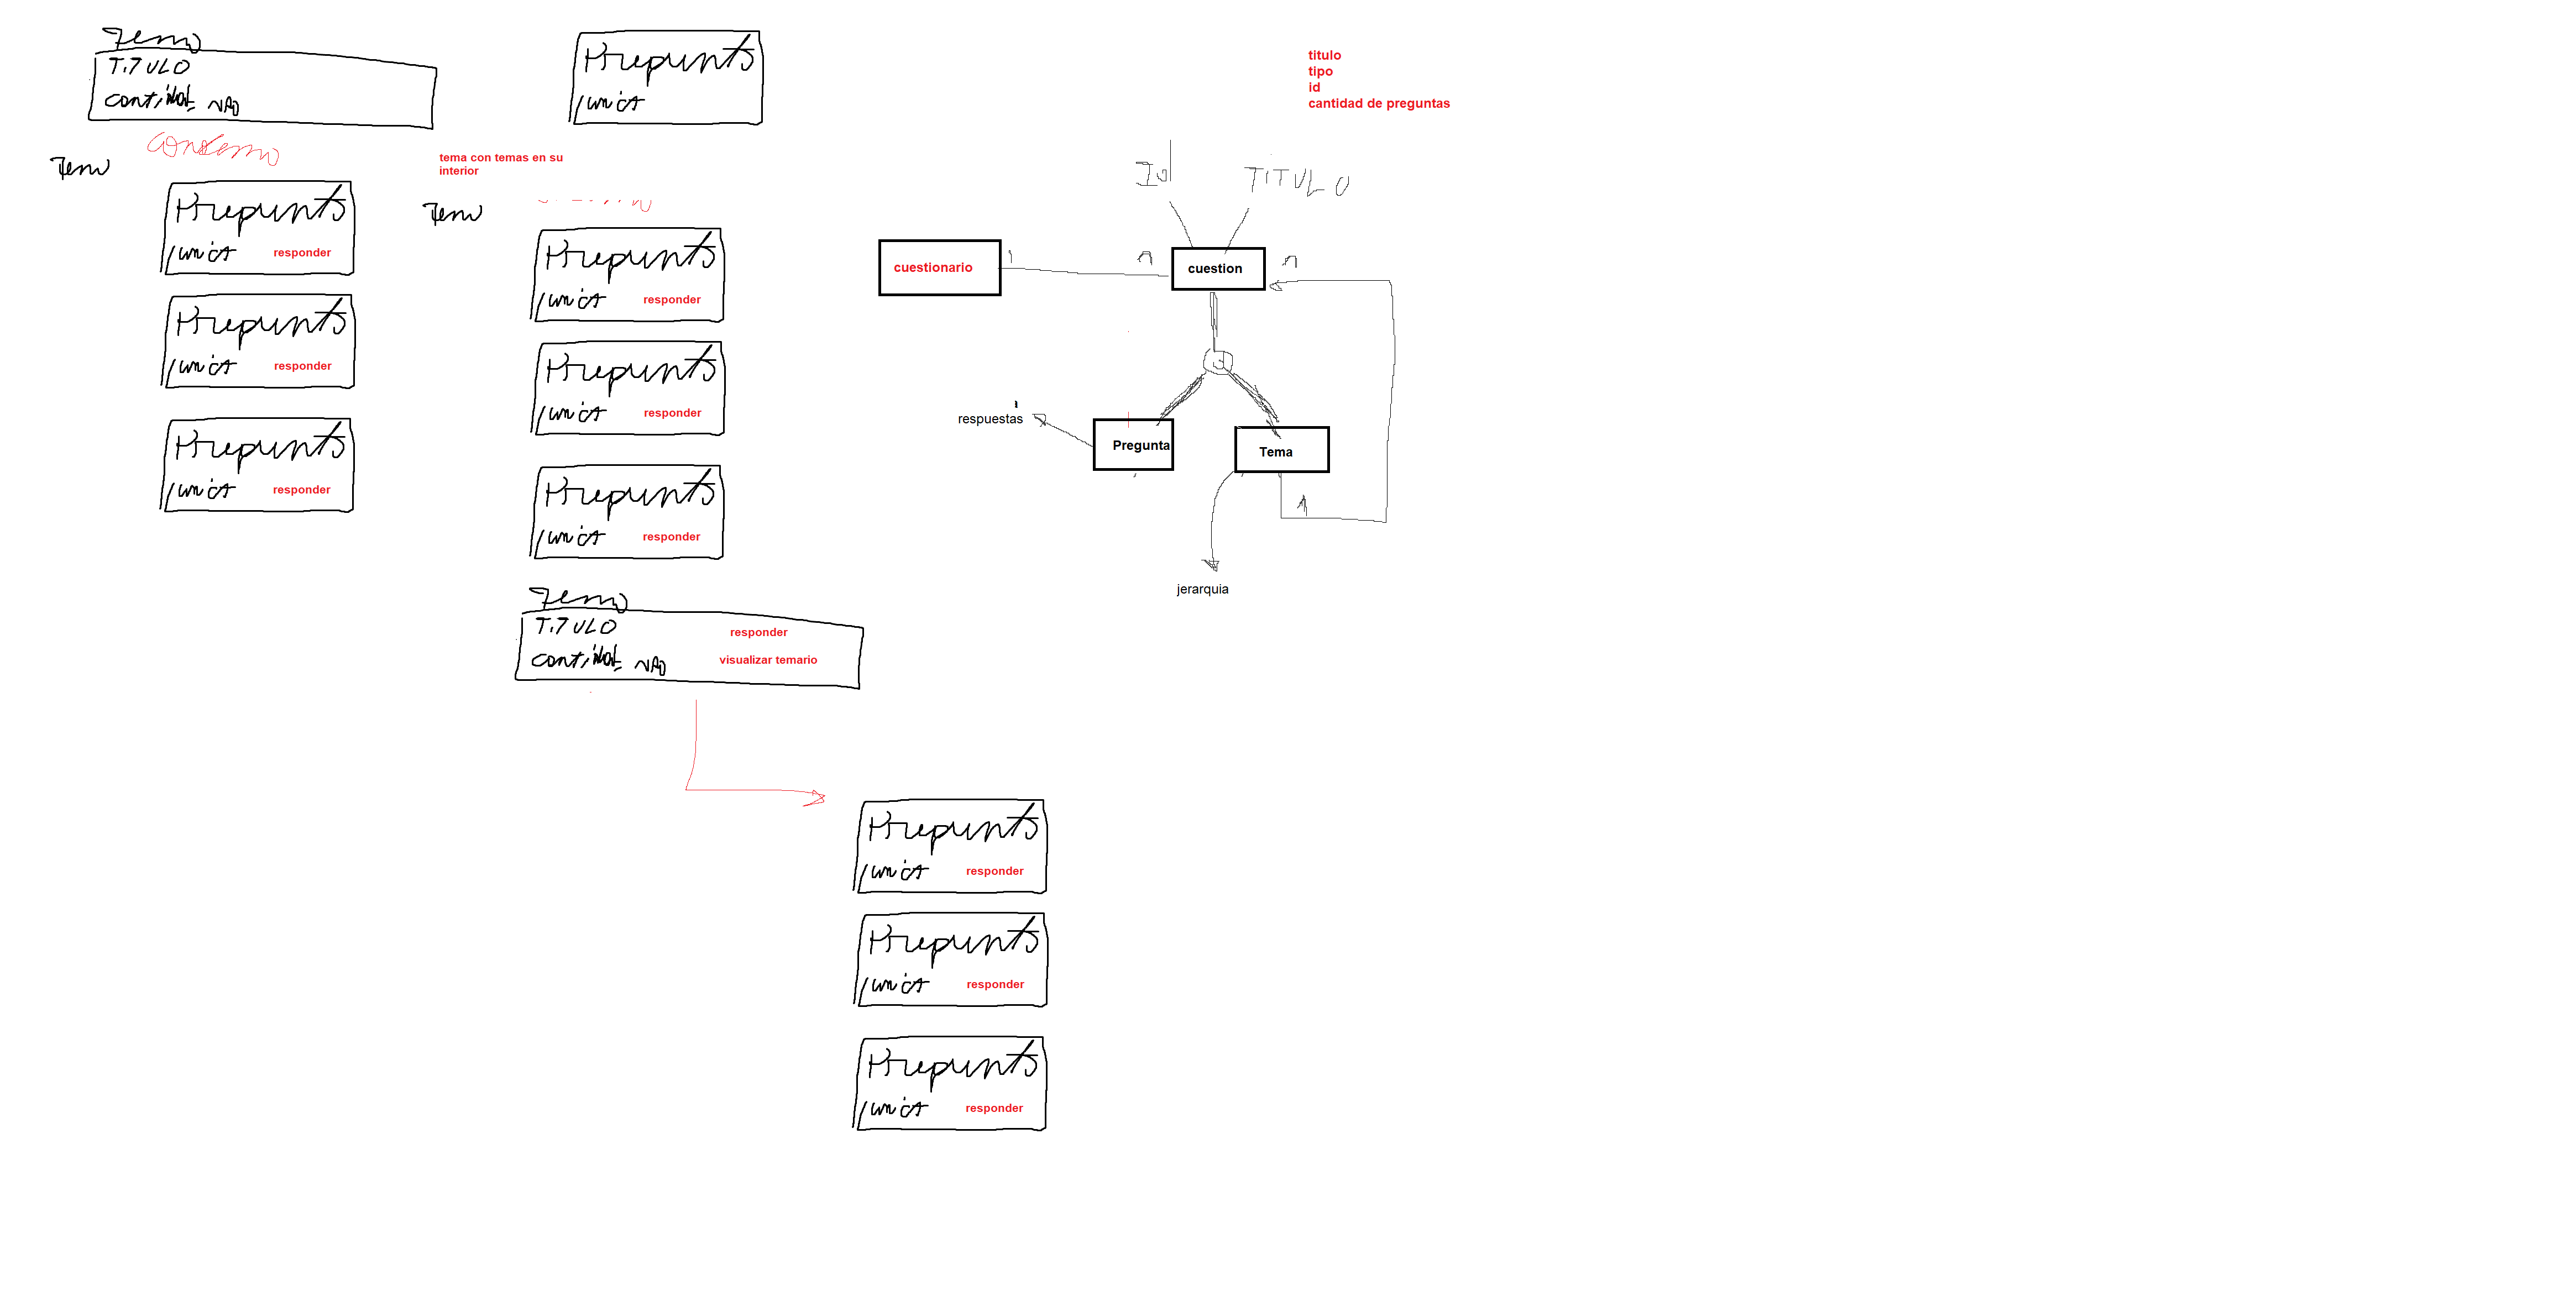 Tema
TITULO
Pregunta
unica
titulo
tipo
id
cantidad de preguntas
Tema
tema con temas en su
interior
Tema
Pregunta
unica responder
Pregunta
unica responder
Pregunta
unica responder
Pregunta
unica responder
Pregunta
unica responder
Pregunta
unica responder
Tema
TITULO
responder
visualizar temario
Pregunta
unica responder
Pregunta
unica responder
Pregunta
unica responder
Id
TITULO
cuestionario
1
n
cuestion
n
respuestas
1
Pregunta
Tema
1
jerarquia